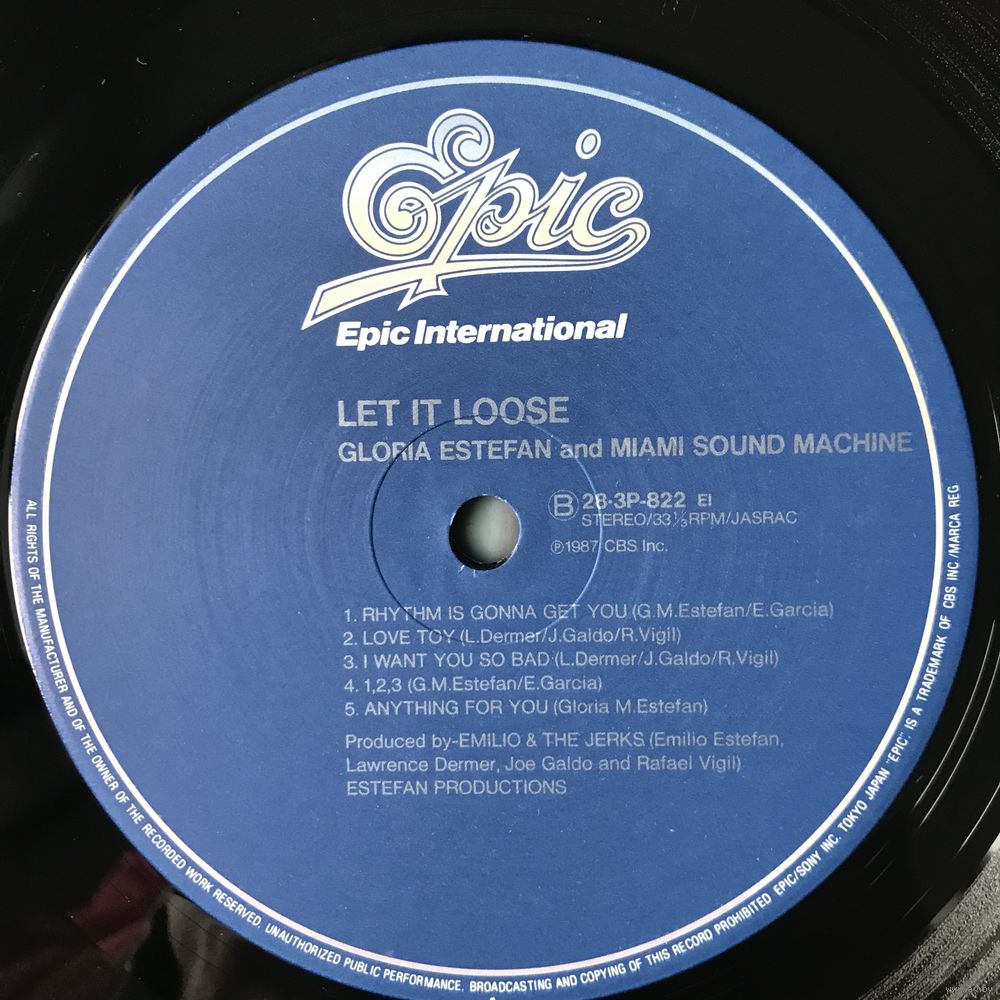 Epic
Epic International
LET IT LOOSE
GLORIA ESTEFAN and MIAMI SOUND MACHINE
B 28·3P-822 EI
STEREO/33⅓RPM/JASRAC
℗1987 CBS Inc.
1. RHYTHM IS GONNA GET YOU (G.M.Estefan/E.Garcia)
2. LOVE TOY (L.Dermer/J.Galdo/R.Vigil)
3. I WANT YOU SO BAD (L.Dermer/J.Galdo/R.Vigil)
4. 1,2,3 (G.M.Estefan/E.Garcia)
5. ANYTHING FOR YOU (Gloria M.Estefan)
Produced by-EMILIO & THE JERKS (Emilio Estefan,
Lawrence Dermer, Joe Galdo and Rafael Vigil)
ESTEFAN PRODUCTIONS
ALL RIGHTS OF THE MANUFACTURER AND OF THE OWNER OF THE RECORDED WORK RESERVED. UNAUTHORIZED PUBLIC PERFORMANCE. BROADCASTING AND COPYING OF THIS RECORD PROHIBITED EPIC/SONY INC. TOKYO JAPAN "EPIC". IS A TRADEMARK OF CBS INC /MARCA REG